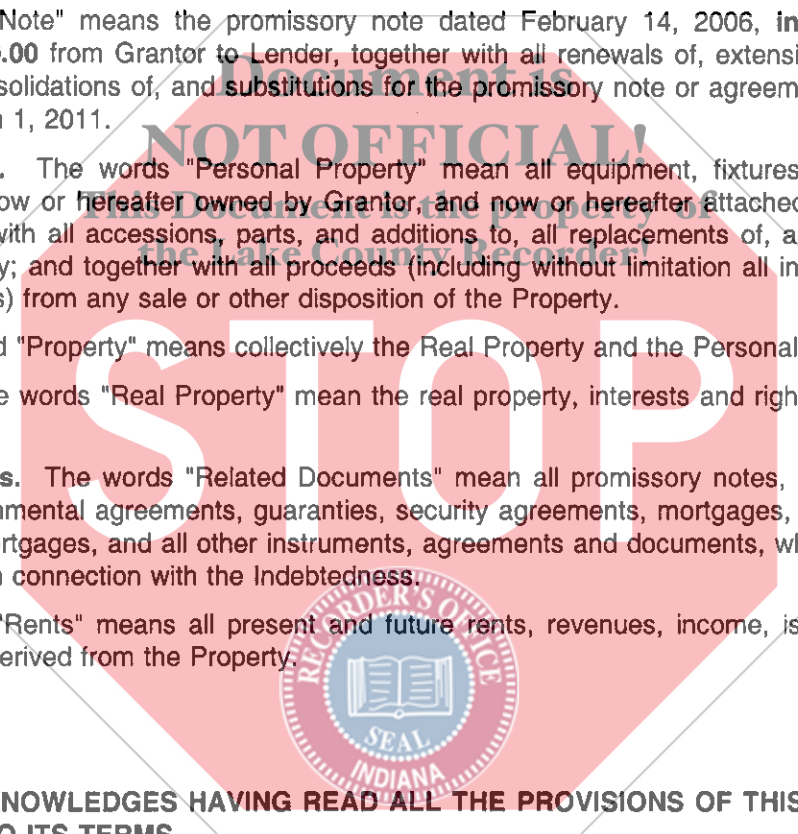 Note" means the promissory note dated February 14, 2006, in
.00 from Grantor to Lender, together with all renewals of, extensi
solidations of, and substitutions for the promissory note or agreem
1, 2011.
Document is
NOT OFFICIAL!
This Document is the property of
the Lake County Recorder!
. The words "Personal Property" mean all equipment, fixtures
ow or hereafter owned by Grantor, and now or hereafter attached
with all accessions, parts, and additions to, all replacements of, a
y; and together with all proceeds (including without limitation all in
s) from any sale or other disposition of the Property.
d "Property" means collectively the Real Property and the Personal
e words "Real Property" mean the real property, interests and righ
STOP
s. The words "Related Documents" mean all promissory notes,
nmental agreements, guaranties, security agreements, mortgages,
rtgages, and all other instruments, agreements and documents, wh
n connection with the Indebtedness.
"Rents" means all present and future rents, revenues, income, is
erived from the Property.
RECORDER'S OFFICE
SEAL
INDIANA
NOWLEDGES HAVING READ ALL THE PROVISIONS OF THIS
O ITS TERMS